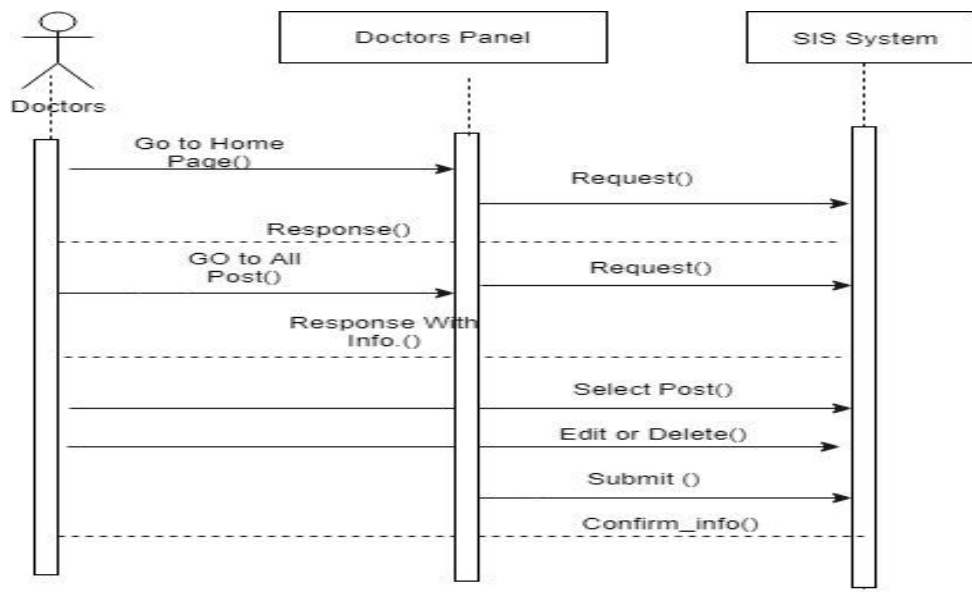 Doctors Panel
SIS System
Doctors
Go to Home
Page()
Request()
Response()
GO to All
Post()
Request()
Response With
Info.()
Select Post()
Edit or Delete()
Submit ()
Confirm_info()